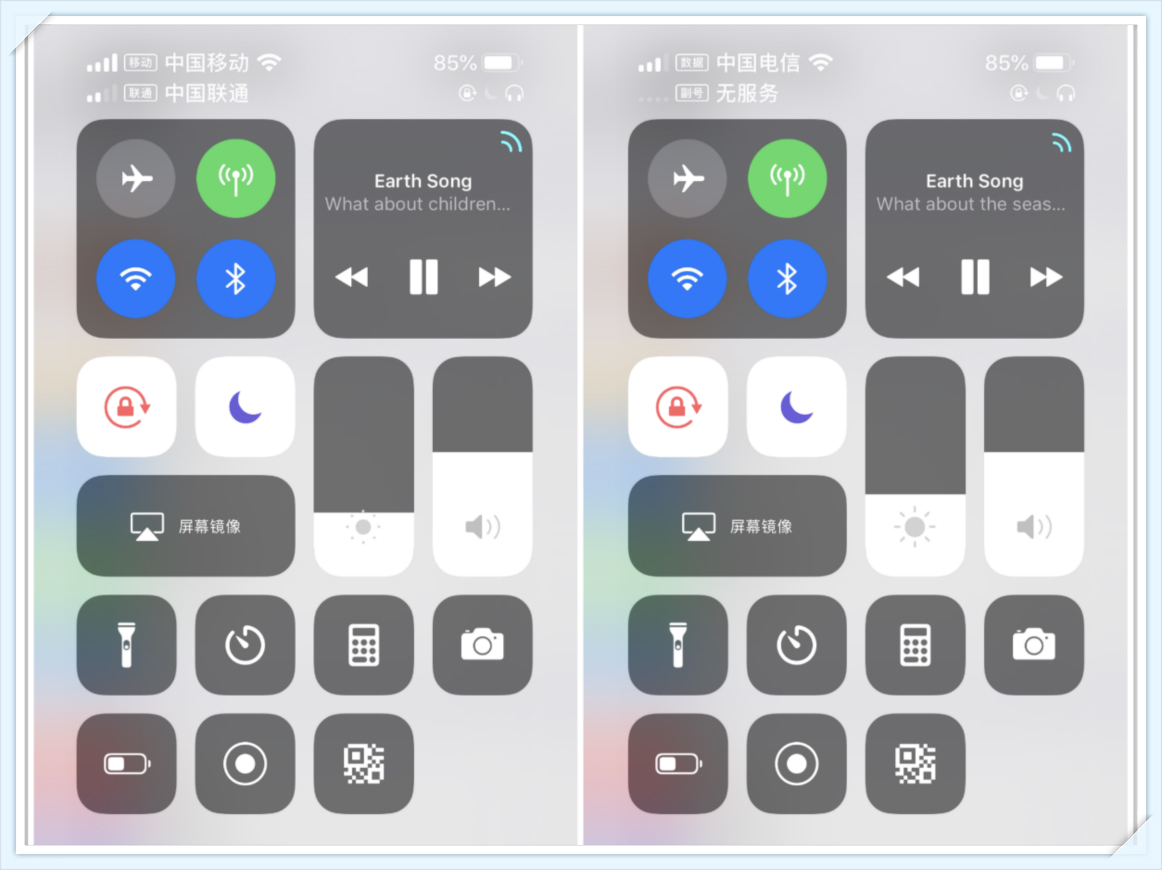 移动 中国移动 85%
联通 中国联通
Earth Song
What about children...
屏幕镜像
数据 中国电信 85%
副号 无服务
Earth Song
What about the seas...
屏幕镜像